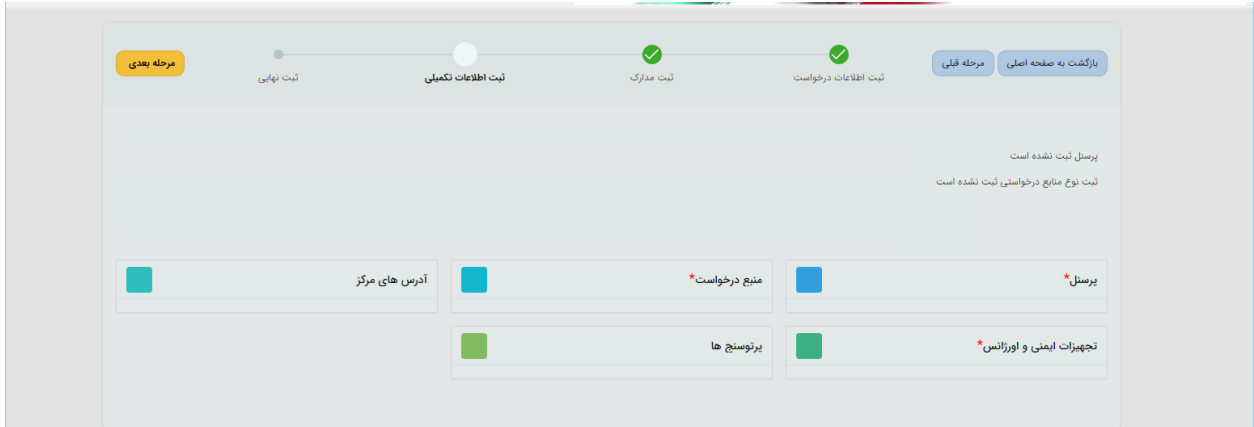 بازگشت به صفحه اصلی
مرحله قبلی
ثبت اطلاعات درخواست
ثبت مدارک
ثبت اطلاعات تکمیلی
ثبت نهایی
مرحله بعدی
پرسنل ثبت نشده است
ثبت نوع منابع درخواستی ثبت نشده است
پرسنل*
منبع درخواست*
آدرس های مرکز
تجهیزات ایمنی و اورژانس*
پرتوسنج ها